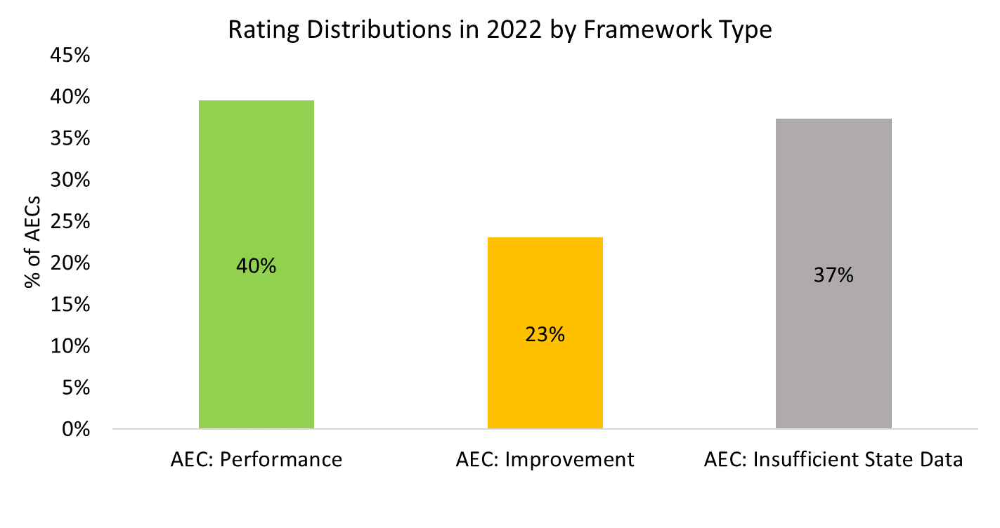 Rating Distributions in 2022 by Framework Type
45%
40%
35%
30%
25%
20%
15%
10%
5%
0%
% of AECs
40%
23%
37%
AEC: Performance
AEC: Improvement
AEC: Insufficient State Data